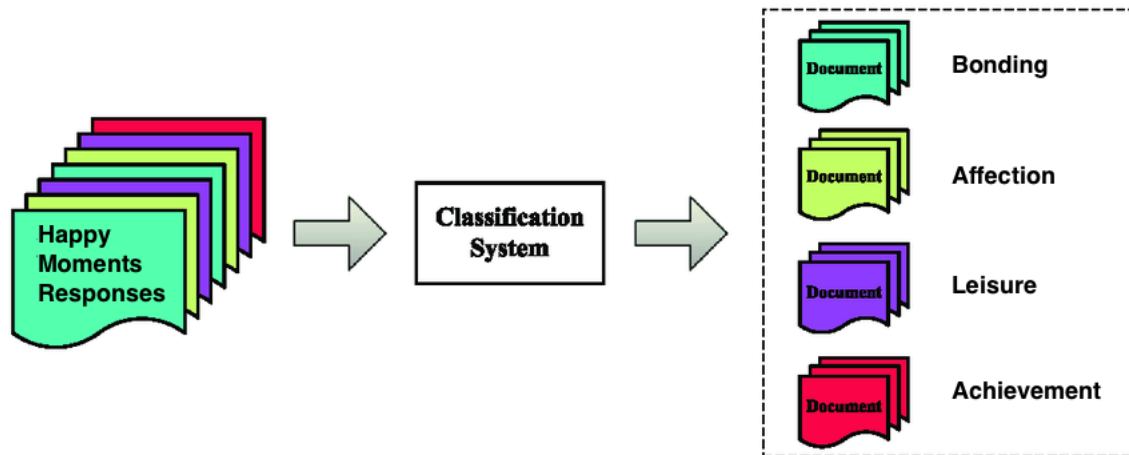 Happy
Moments
Responses
Classification
System
Document
Bonding
Document
Affection
Document
Leisure
Document
Achievement